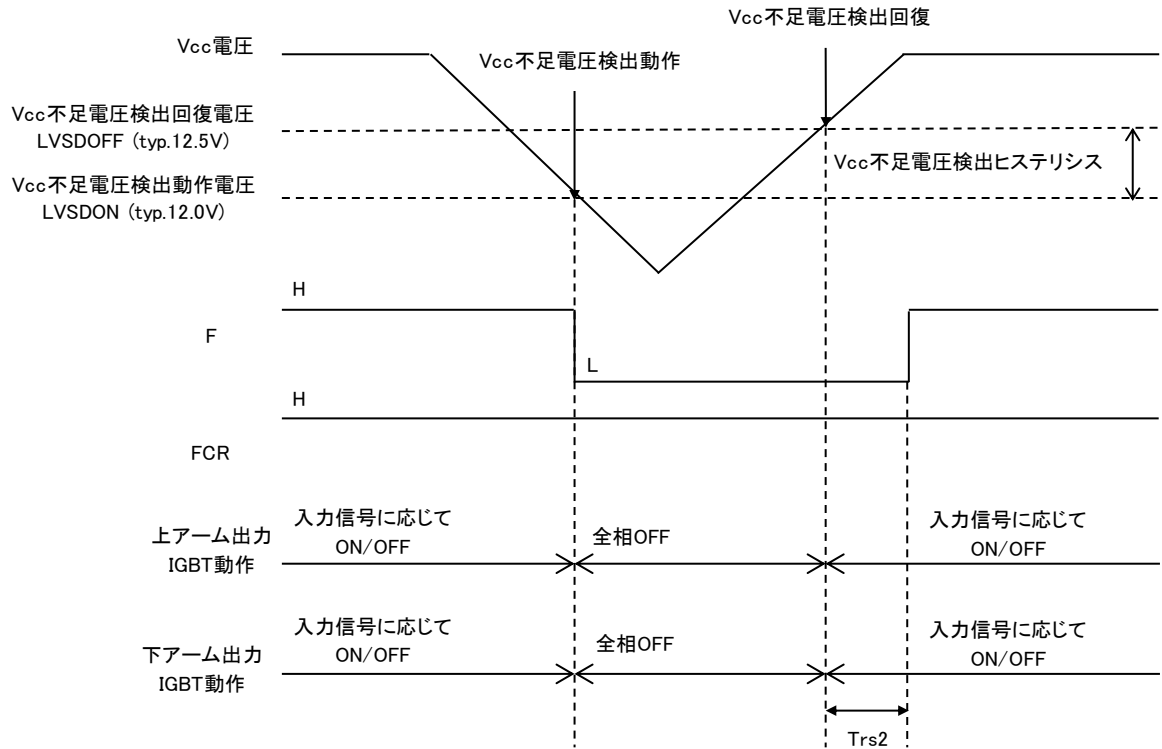 Vcc不足電圧検出回復
Vcc電圧
Vcc不足電圧検出動作
Vcc不足電圧検出回復電圧
LVSDOFF (typ.12.5V)
Vcc不足電圧検出ヒステリシス
Vcc不足電圧検出動作電圧
LVSDON (typ.12.0V)
H
F
L
H
FCR
上アーム出力
IGBT動作
入力信号に応じて
ON/OFF
全相OFF
入力信号に応じて
ON/OFF
下アーム出力
IGBT動作
入力信号に応じて
ON/OFF
全相OFF
入力信号に応じて
ON/OFF
Trs2